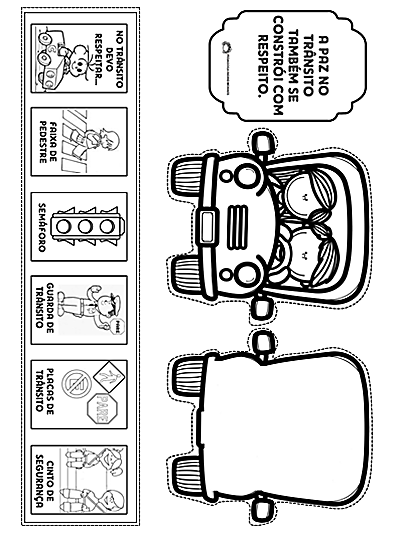 A PAZ NO
TRÂNSITO
TAMBÉM SE
CONSTRÓI COM
RESPEITO.
NO TRÂNSITO
DEVO
RESPEITAR...
FAIXA DE
PEDESTRE
SEMÁFORO
GUARDA DE
TRÂNSITO
PARE
PLACAS DE
TRÂNSITO
PARE
CINTO DE
SEGURANÇA